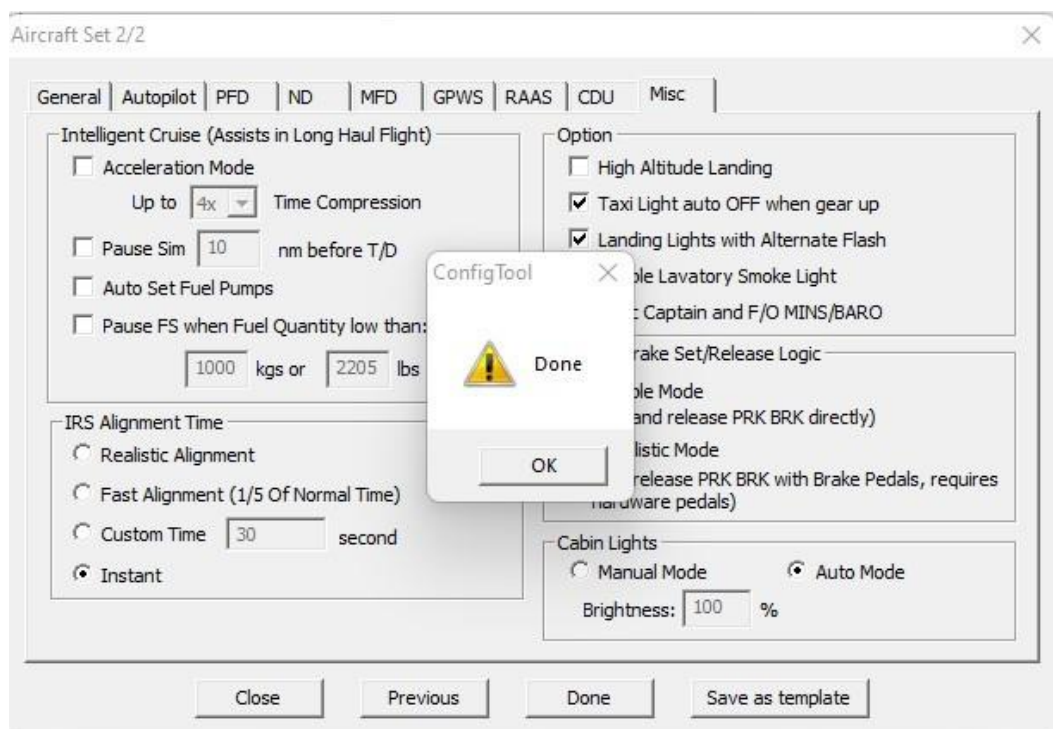 Aircraft Set 2/2
General Autopilot PFD ND MFD GPWS RAAS CDU Misc
Intelligent Cruise (Assists in Long Haul Flight)
Acceleration Mode
Up to 4x Time Compression
Pause Sim 10 nm before T/D
Auto Set Fuel Pumps
Pause FS when Fuel Quantity low than:
1000 kgs or 2205 lbs
IRS Alignment Time
Realistic Alignment
Fast Alignment (1/5 Of Normal Time)
Custom Time 30 second
Instant
Option
High Altitude Landing
Taxi Light auto OFF when gear up
Landing Lights with Alternate Flash
Lavatory Smoke Light
Captain and F/O MINS/BARO
Set/Release Logic
Mode
and release PRK BRK directly)
Mode
release PRK BRK with Brake Pedals, requires
hardware pedals)
Cabin Lights
Manual Mode Auto Mode
Brightness: 100 %
ConfigTool
Done
OK
Close Previous Done Save as template